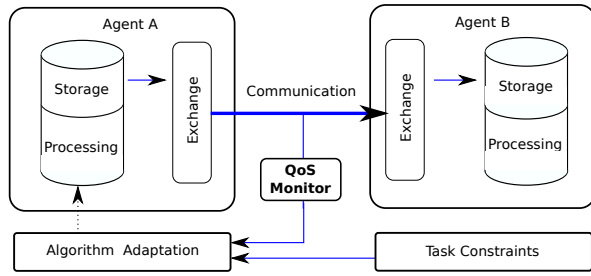 Agent A
Agent B
Storage
Processing
Exchange
Communication
Exchange
Storage
Processing
QoS
Monitor
Algorithm Adaptation
Task Constraints